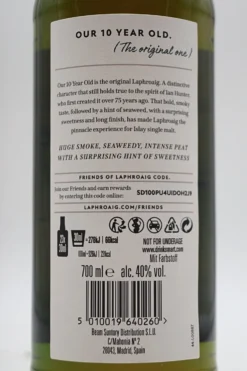 OUR 10 YEAR OLD.
(The original one)
Our 10 Year Old is the original Laphroaig. A distinctive
character that still holds true to the spirit of Ian Hunter,
who first created it over 75 years ago. That bold, smoky
taste, followed by a hint of seaweed, with a surprising
sweetness and long finish, has made Laphroaig the
pinnacle experience for Islay single malt.
HUGE SMOKE, SEAWEEDY, INTENSE PEAT
WITH A SURPRISING HINT OF SWEETNESS
FRIENDS OF LAPHROAIG CODE.
Join our Friends and earn rewards
by entering this code online:
LAPHROAIG.COM/FRIENDS
NOT FOR UNDERAGE
www.drinksmart.com
Mit Farbstoff
700 ml e alc. 40% vol.
5 010019 640260 >
Beam Suntory Distribution S.L.U.
C/Mahonia Nº 2
28043, Madrid, Spain